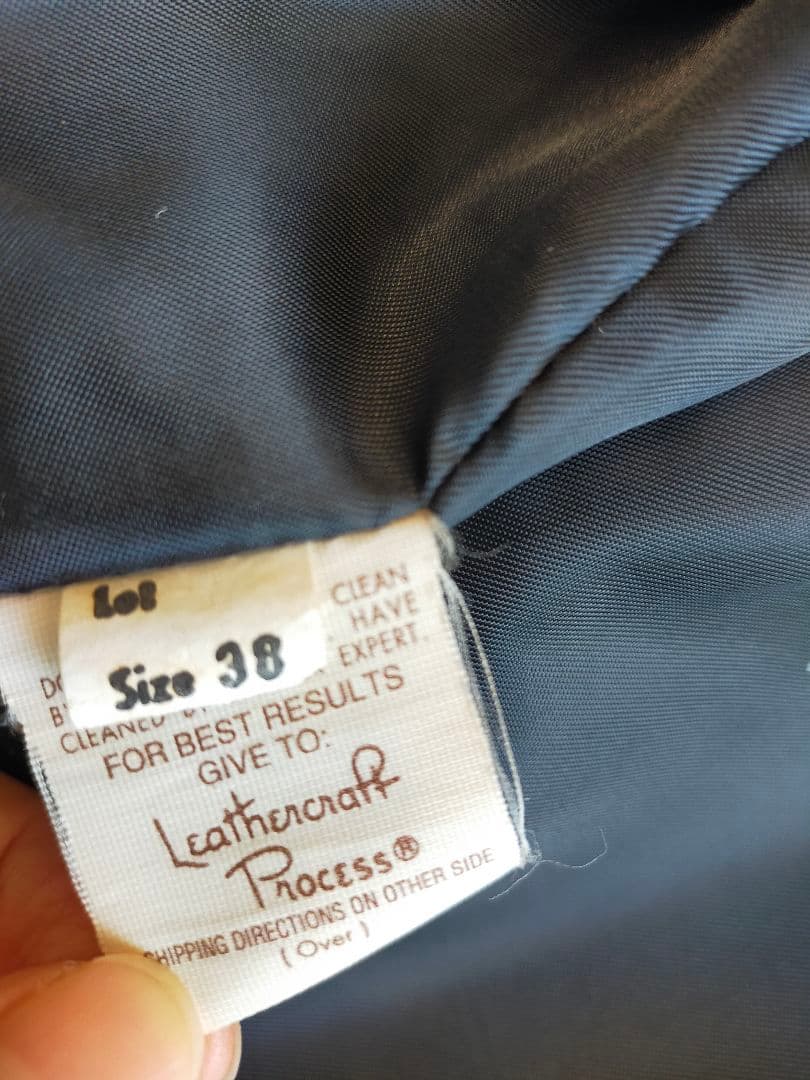 Lot
Size 38
CLEAN
HAVE
EXPERT.
CLEANED
FOR BEST RESULTS
GIVE TO:
Leathercraft
Process®
SHIPPING DIRECTIONS ON OTHER SIDE
( Over )